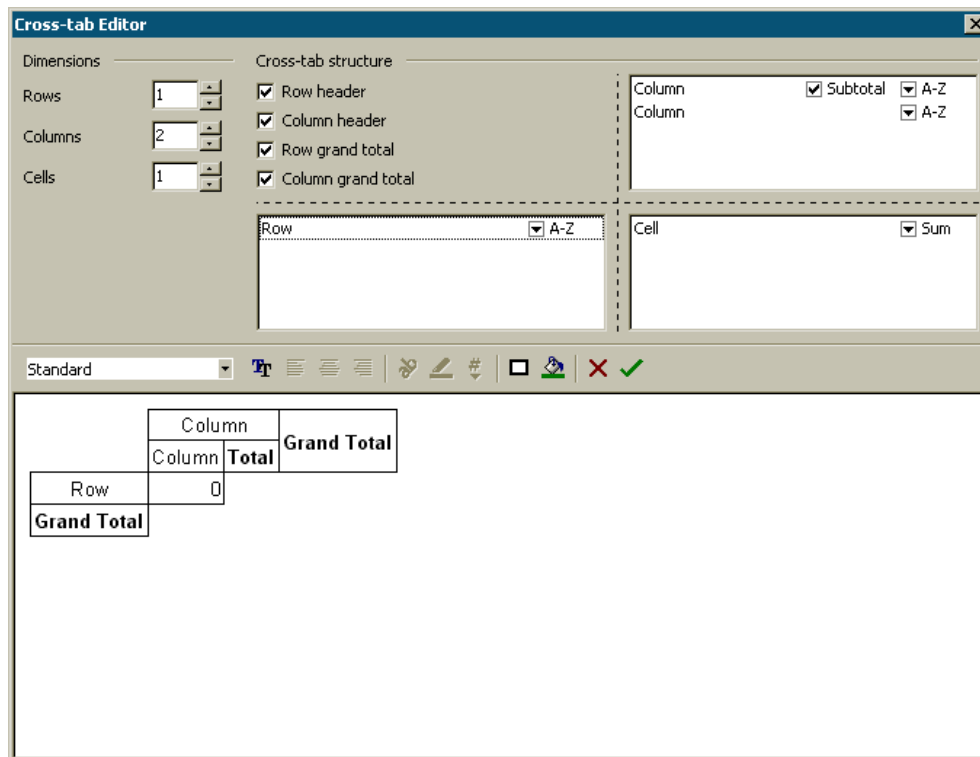 Cross-tab Editor
Dimensions
Cross-tab structure
Rows 1
Columns 2
Cells 1
Row header
Column header
Row grand total
Column grand total
Column Subtotal A-Z
Column A-Z
Row A-Z
Cell Sum
Standard
Column
Grand Total
Column Total
Row 0
Grand Total